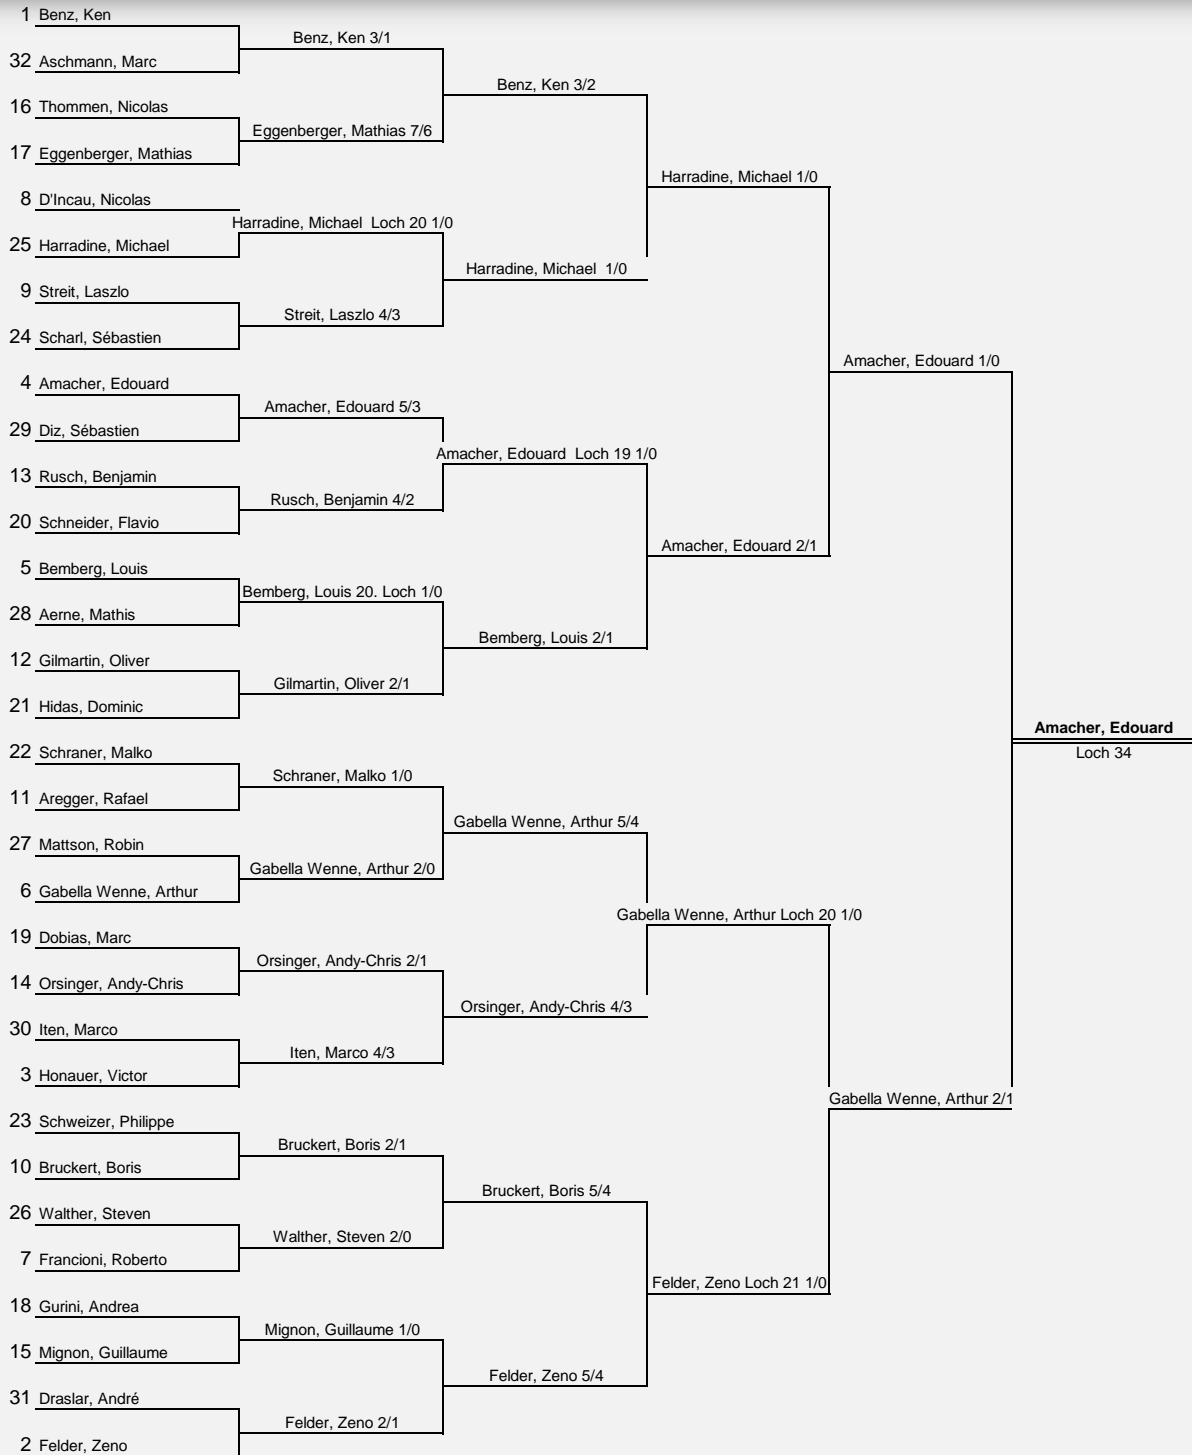 1 Benz, Ken
Benz, Ken 3/1
32 Aschmann, Marc
Benz, Ken 3/2
16 Thommen, Nicolas
Eggenberger, Mathias 7/6
17 Eggenberger, Mathias
Harradine, Michael 1/0
8 D'Incau, Nicolas
Harradine, Michael Loch 20 1/0
25 Harradine, Michael
Harradine, Michael 1/0
9 Streit, Laszlo
Streit, Laszlo 4/3
24 Scharl, Sébastien
Amacher, Edouard 1/0
4 Amacher, Edouard
Amacher, Edouard 5/3
29 Diz, Sébastien
Amacher, Edouard Loch 19 1/0
13 Rusch, Benjamin
Rusch, Benjamin 4/2
20 Schneider, Flavio
Amacher, Edouard 2/1
5 Bemberg, Louis
Bemberg, Louis 20. Loch 1/0
28 Aerne, Mathis
Bemberg, Louis 2/1
12 Gilmartin, Oliver
Gilmartin, Oliver 2/1
21 Hidas, Dominic
Amacher, Edouard
Loch 34
22 Schraner, Malko
Schraner, Malko 1/0
11 Aregger, Rafael
Gabella Wenne, Arthur 5/4
27 Mattson, Robin
Gabella Wenne, Arthur 2/0
6 Gabella Wenne, Arthur
Gabella Wenne, Arthur Loch 20 1/0
19 Dobias, Marc
Orsinger, Andy-Chris 2/1
14 Orsinger, Andy-Chris
Orsinger, Andy-Chris 4/3
30 Iten, Marco
Iten, Marco 4/3
3 Honauer, Victor
Gabella Wenne, Arthur 2/1
23 Schweizer, Philippe
Bruckert, Boris 2/1
10 Bruckert, Boris
Bruckert, Boris 5/4
26 Walther, Steven
Walther, Steven 2/0
7 Francioni, Roberto
Felder, Zeno Loch 21 1/0
18 Gurini, Andrea
Mignon, Guillaume 1/0
15 Mignon, Guillaume
Felder, Zeno 5/4
31 Draslar, André
Felder, Zeno 2/1
2 Felder, Zeno